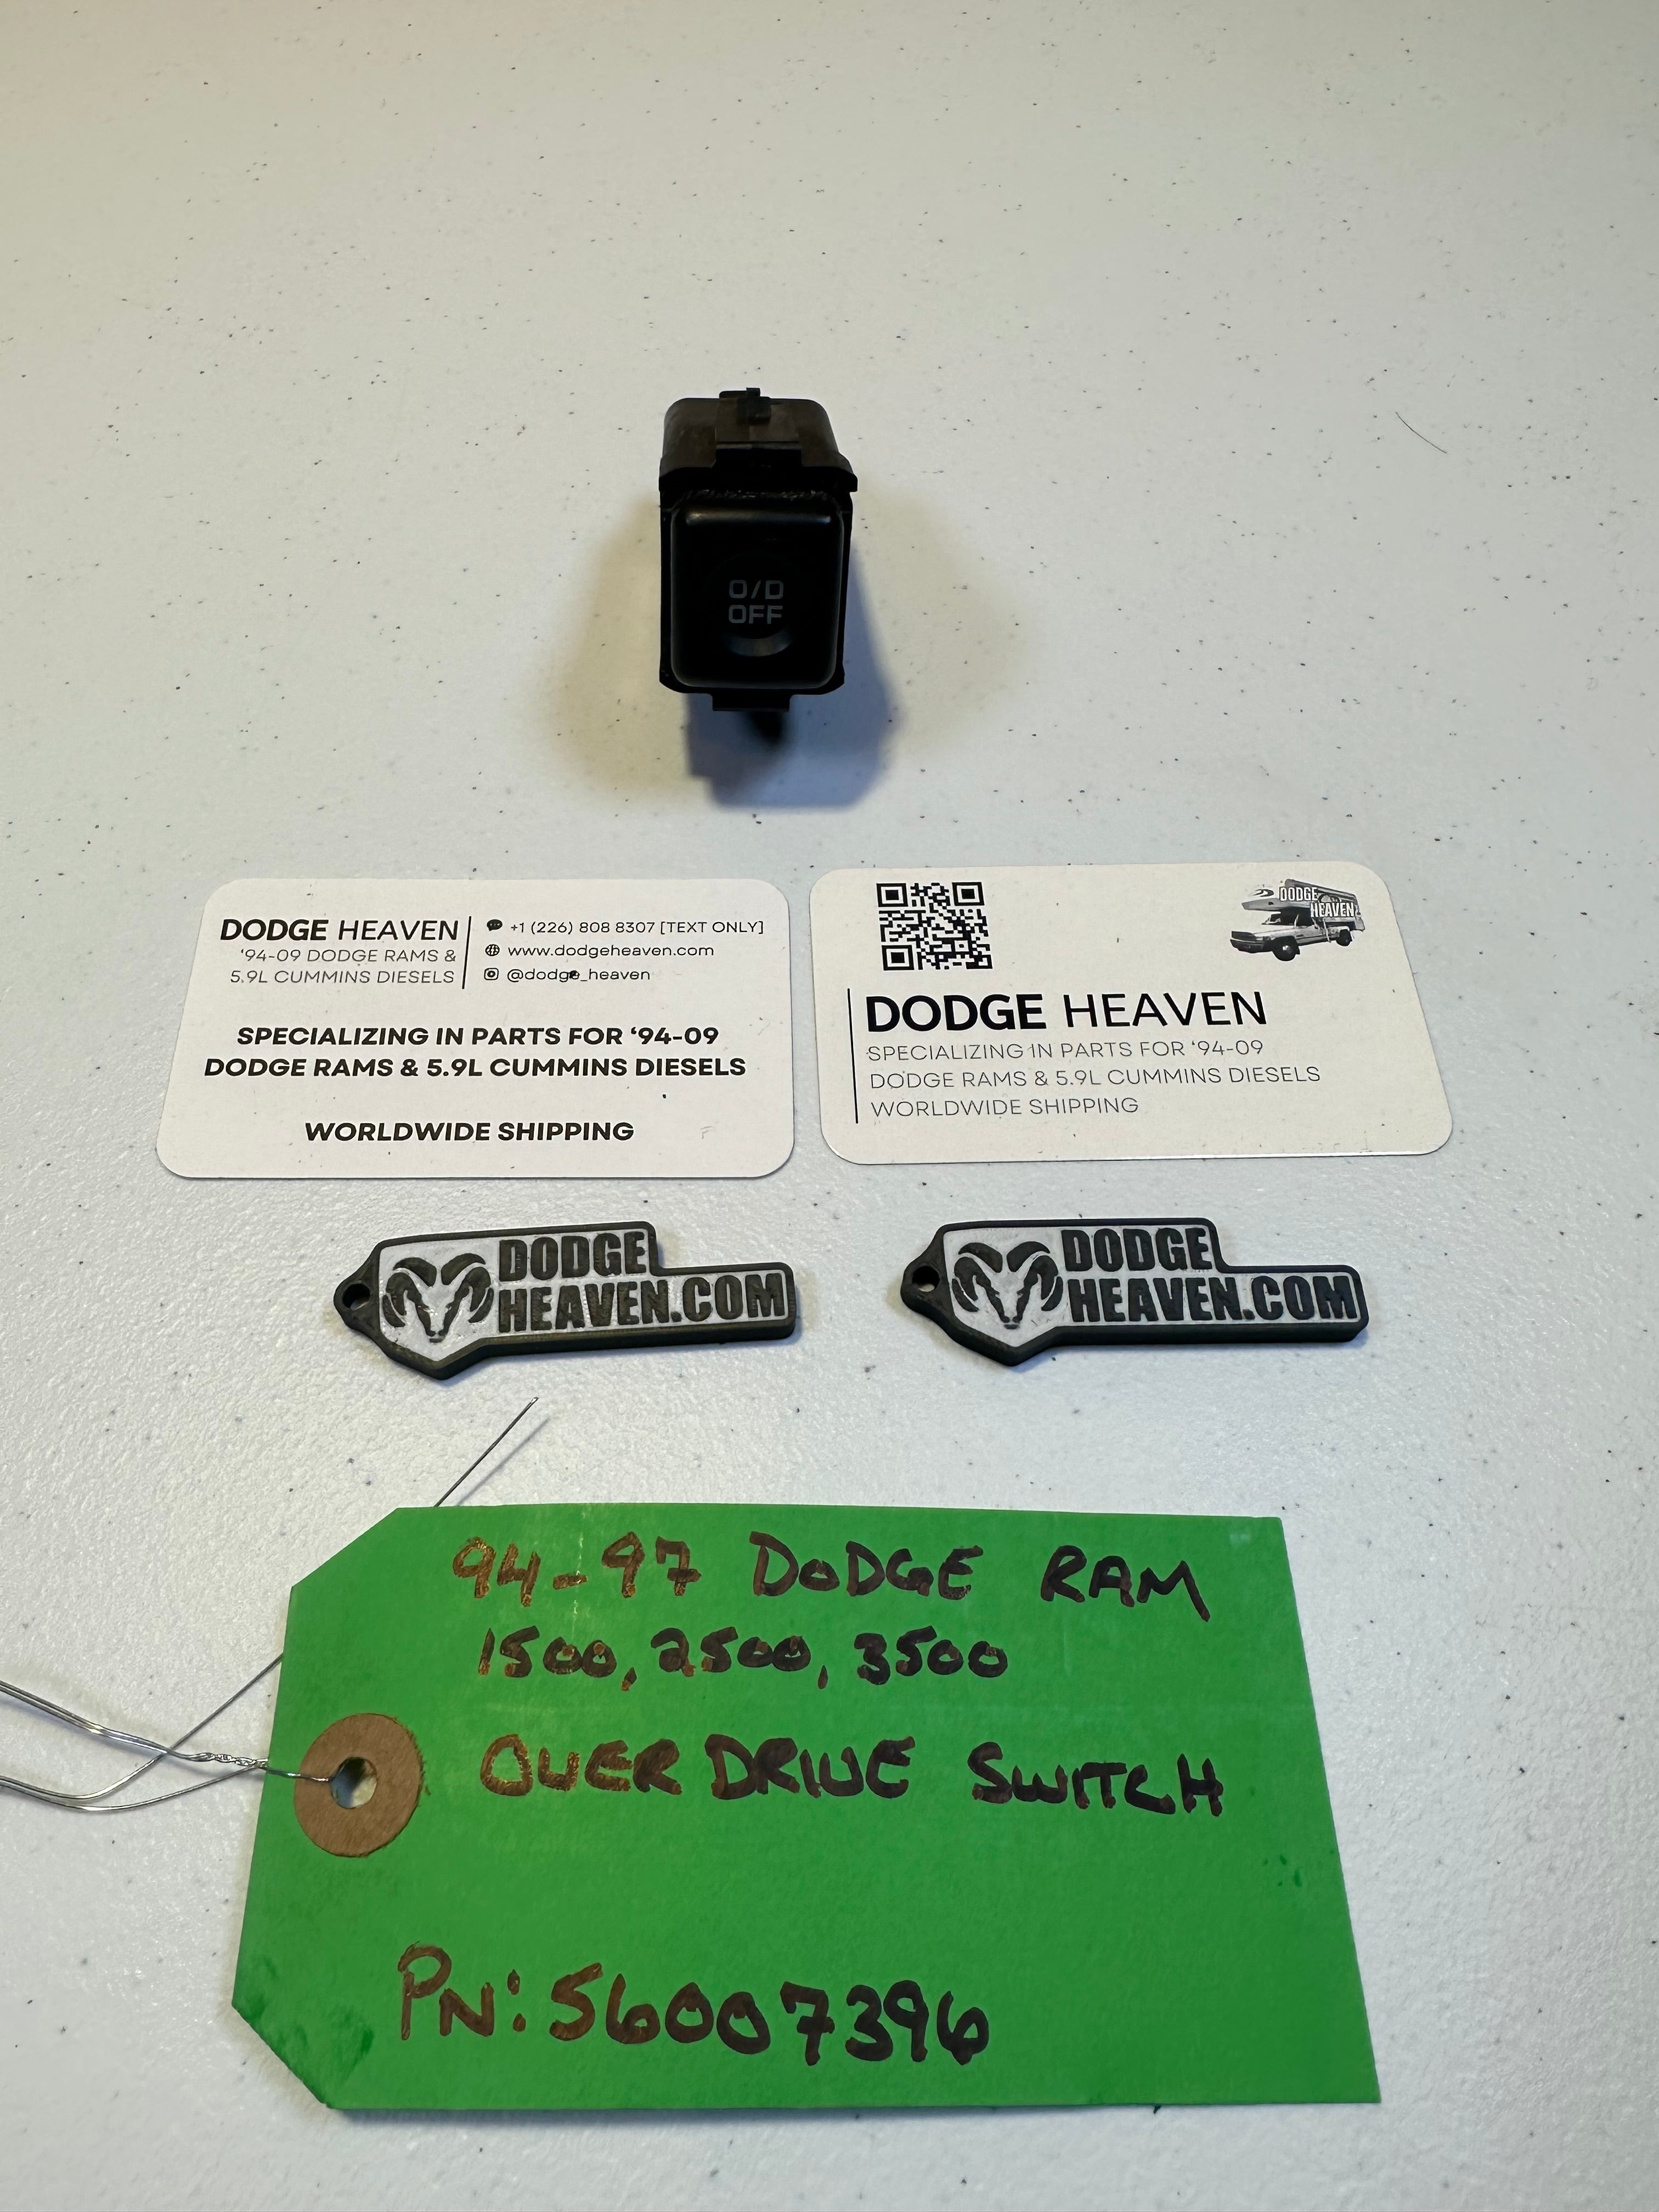 O/D
OFF
DODGE HEAVEN
'94-09 DODGE RAMS &
5.9L CUMMINS DIESELS
+1 (226) 808 8307 [TEXT ONLY]
www.dodgeheaven.com
@dodge_heaven
SPECIALIZING IN PARTS FOR '94-09
DODGE RAMS & 5.9L CUMMINS DIESELS
WORLDWIDE SHIPPING
DODGE
HEAVEN
DODGE HEAVEN
SPECIALIZING IN PARTS FOR '94-09
DODGE RAMS & 5.9L CUMMINS DIESELS
WORLDWIDE SHIPPING
DODGE
HEAVEN.COM
DODGE
HEAVEN.COM
94-97 DODGE RAM
1500, 2500, 3500
OVERDRIVE SWITCH
PN: 56007396